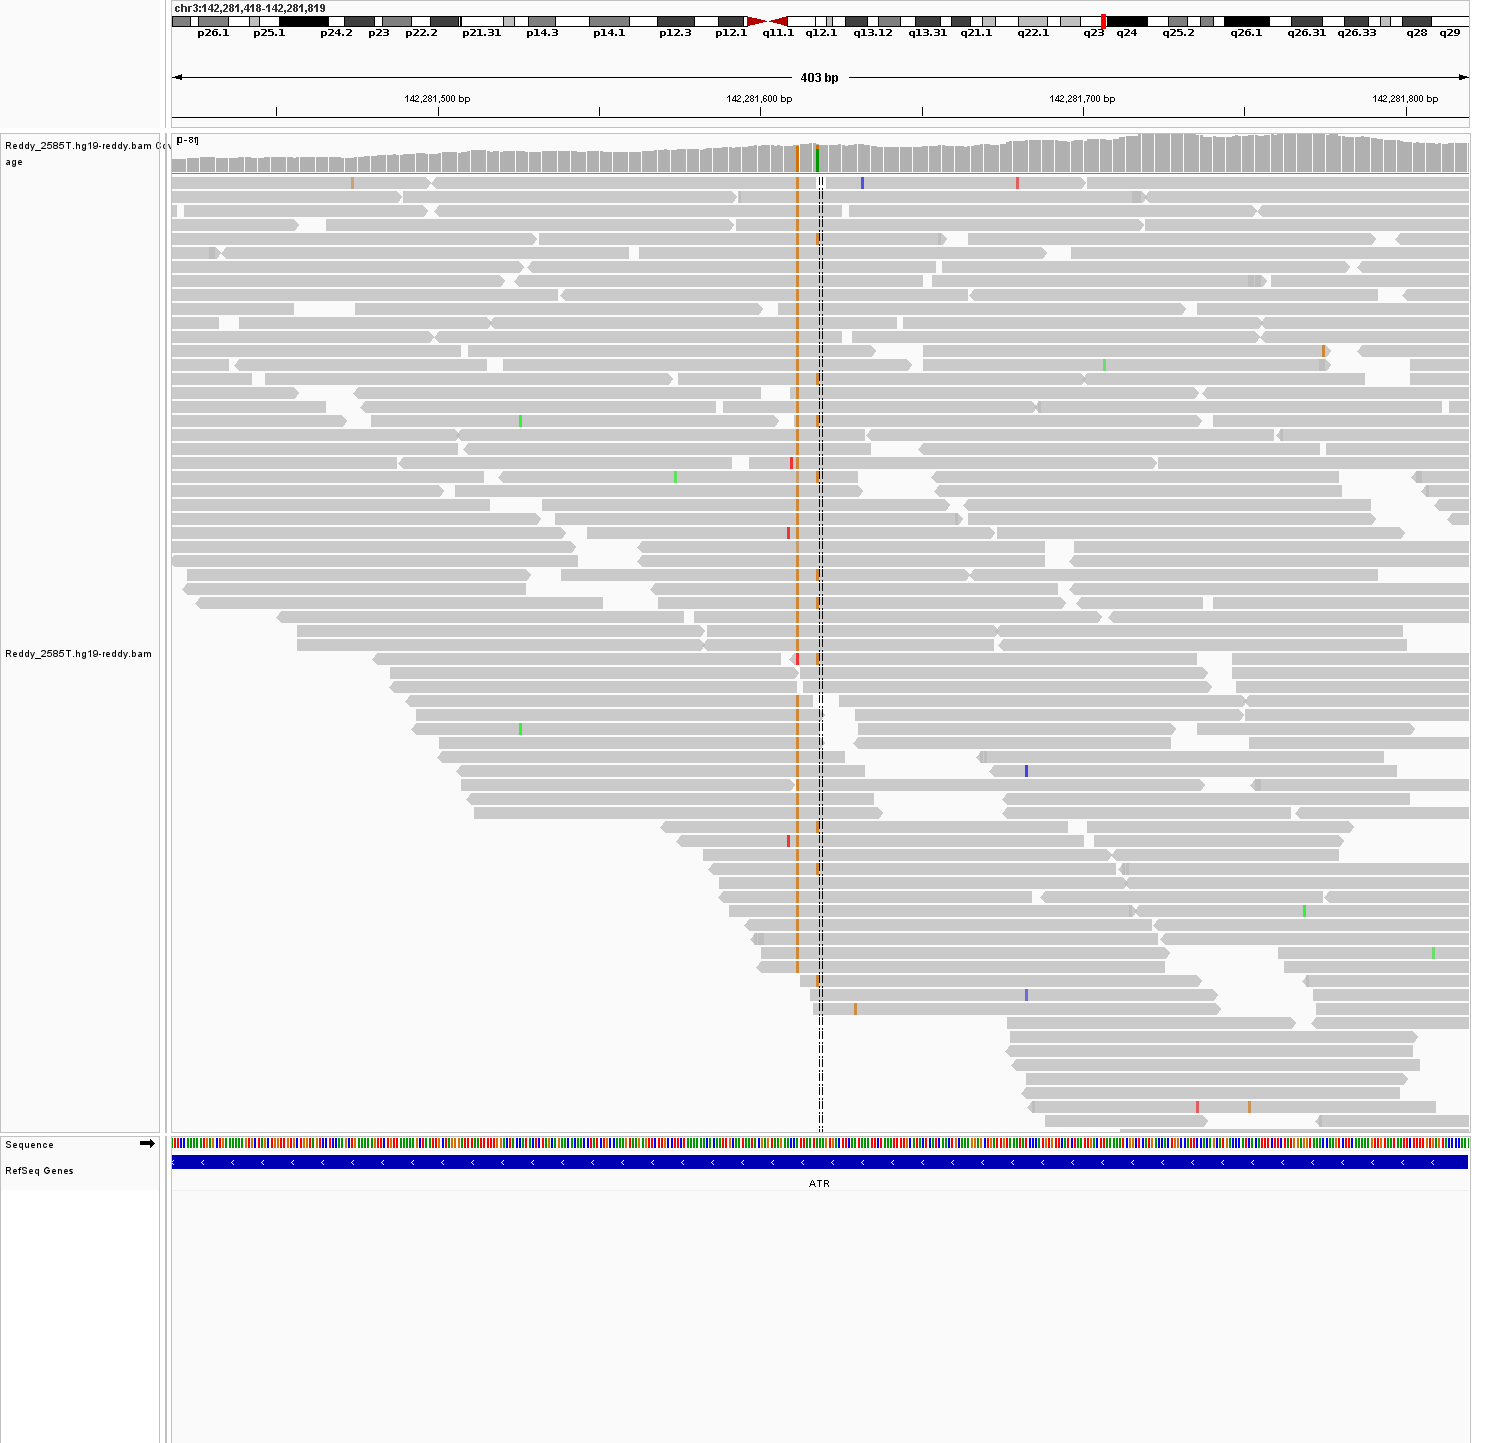 chr3:142,281,418-142,281,819
p26.1 p25.1 p24.2 p23 p22.2 p21.31 p14.3 p14.1 p12.3 p12.1 q11.1 q12.1 q13.12 q13.31 q21.1 q22.1 q23 q24 q25.2 q26.1 q26.31 q26.33 q28 q29
403 bp
142,281,500 bp 142,281,600 bp 142,281,700 bp 142,281,800 bp
[0-81]
Reddy_2585T.hg19-reddy.bam Cov
age
Reddy_2585T.hg19-reddy.bam
Sequence
RefSeq Genes
ATR